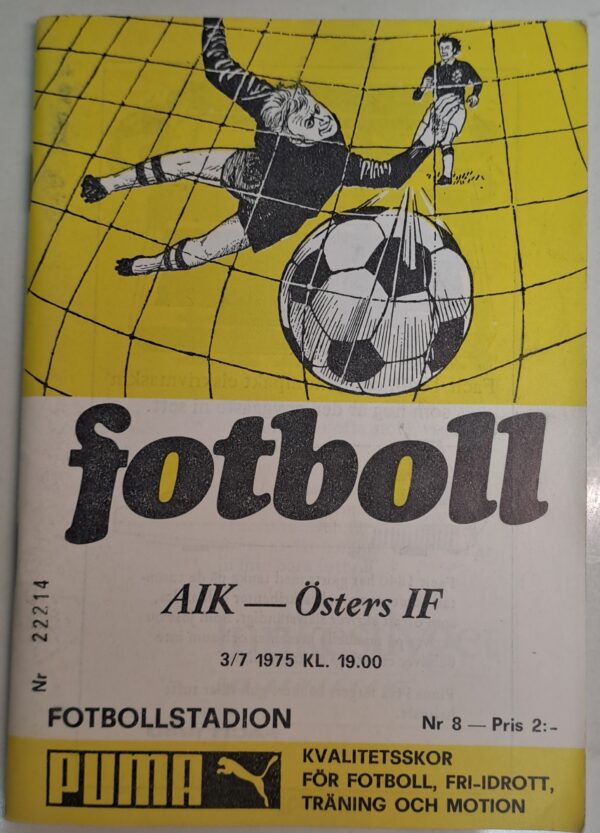 fotboll
AIK — Östers IF
3/7 1975 KL. 19.00
Nr 22214
FOTBOLLSTADION
Nr 8 — Pris 2:-
PUMA
KVALITETSSKOR
FÖR FOTBOLL, FRI-IDROTT,
TRÄNING OCH MOTION